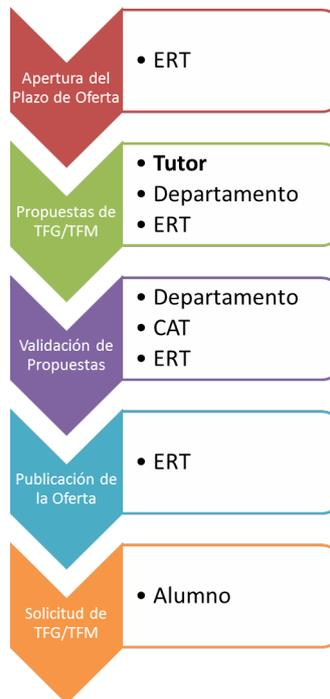 Apertura del
Plazo de Oferta
• ERT
Propuestas de
TFG/TFM
• Tutor
• Departamento
• ERT
Validación de
Propuestas
• Departamento
• CAT
• ERT
Publicación de
la Oferta
• ERT
Solicitud de
TFG/TFM
• Alumno